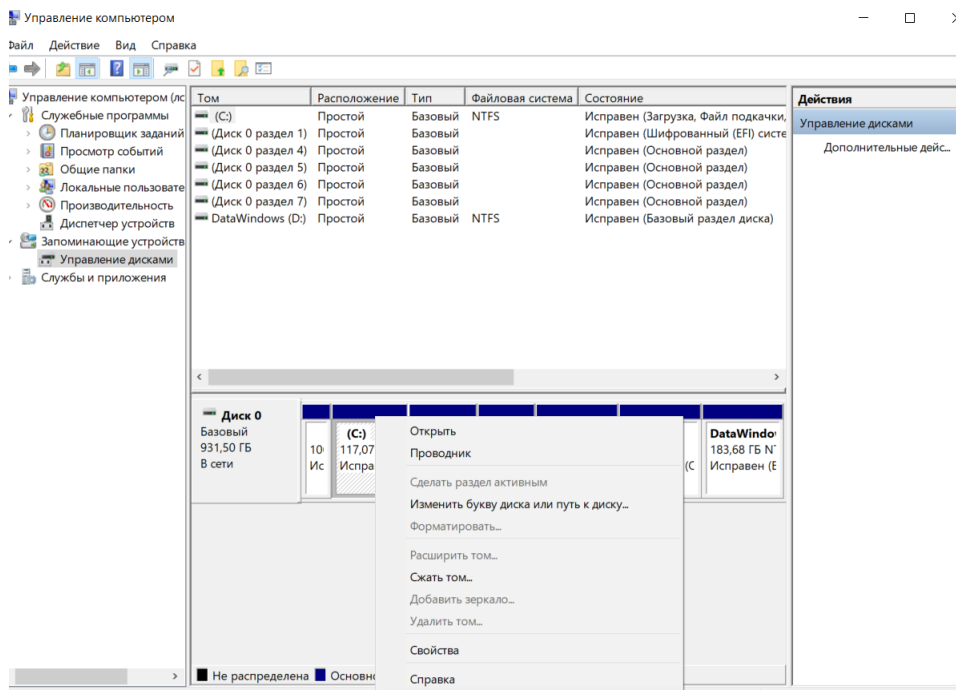 Управление компьютером
Файл Действие Вид Справка
Управление компьютером (лс
Служебные программы
Планировщик заданий
Просмотр событий
Общие папки
Локальные пользовате
Производительность
Диспетчер устройств
Запоминающие устройств
Управление дисками
Службы и приложения
Том Расположение Тип Файловая система Состояние
(C:) Простой Базовый NTFS Исправен (Загрузка, Файл подкачки,
(Диск 0 раздел 1) Простой Базовый Исправен (Шифрованный (EFI) систе
(Диск 0 раздел 4) Простой Базовый Исправен (Основной раздел)
(Диск 0 раздел 5) Простой Базовый Исправен (Основной раздел)
(Диск 0 раздел 6) Простой Базовый Исправен (Основной раздел)
(Диск 0 раздел 7) Простой Базовый Исправен (Основной раздел)
DataWindows (D:) Простой Базовый NTFS Исправен (Базовый раздел диска)
Действия
Управление дисками
Дополнительные дейс...
Диск 0
Базовый
931,50 ГБ
В сети
10
Ис
(C:)
117,07
Испра
(С
DataWindo
183,68 ГБ N
Исправен (Б
Открыть
Проводник
Сделать раздел активным
Изменить букву диска или путь к диску...
Форматировать...
Расширить том...
Сжать том...
Добавить зеркало...
Удалить том...
Свойства
Справка
Не распределена Основно